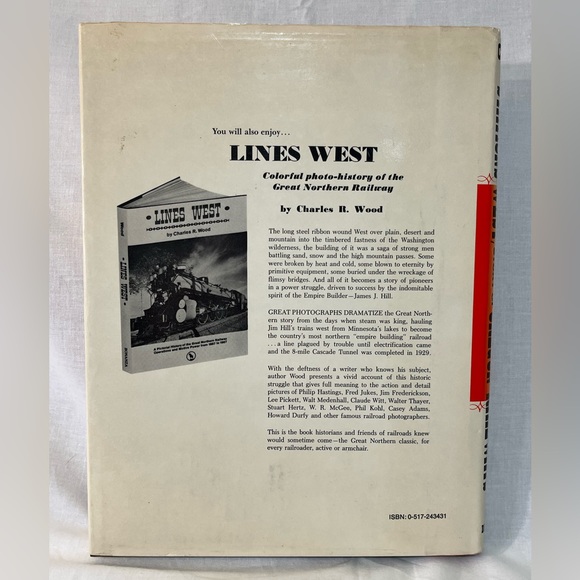 You will also enjoy...
LINES WEST
Colorful photo-history of the
Great Northern Railway
by Charles R. Wood
LINES WEST
by Charles R. Wood
LINES WEST
The long steel ribbon wound West over plain, desert and
mountain into the timbered fastness of the Washington
wilderness, the building of it was a saga of strong men
battling sand, snow and the high mountain passes. Some
were broken by heat and cold, some blown to eternity by
primitive equipment, some buried under the wreckage of
flimsy bridges. And all of it becomes a story of pioneers
in a power struggle, driven to success by the indomitable
spirit of the Empire Builder—James J. Hill.
GREAT PHOTOGRAPHS DRAMATIZE the Great North-
ern story from the days when steam was king, hauling
Jim Hill's trains west from Minnesota's lakes to become
the country's most northern "empire building" railroad
...a line plagued by trouble until electrification came
and the 8-mile Cascade Tunnel was completed in 1929.
With the deftness of a writer who knows his subject,
author Wood presents a vivid account of this historic
struggle that gives full meaning to the action and detail
pictures of Philip Hastings, Fred Jukes, Jim Frederickson,
Lee Pickett, Walt Medenhall, Claude Witt, Walter Thayer,
Stuart Hertz, W. R. McGee, Phil Kohl, Casey Adams,
Howard Durfy and other famous railroad photographers.
This is the book historians and friends of railroads knew
would sometime come—the Great Northern classic, for
every railroader, active or armchair.
ISBN: 0-517-243431